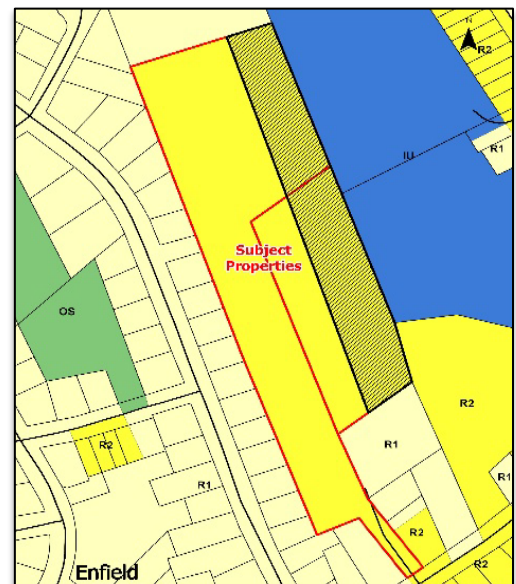 N
R2
R1
IU
Subject
Properties
OS
R2
R2
R1
R1
R1
R2
R2
Enfield